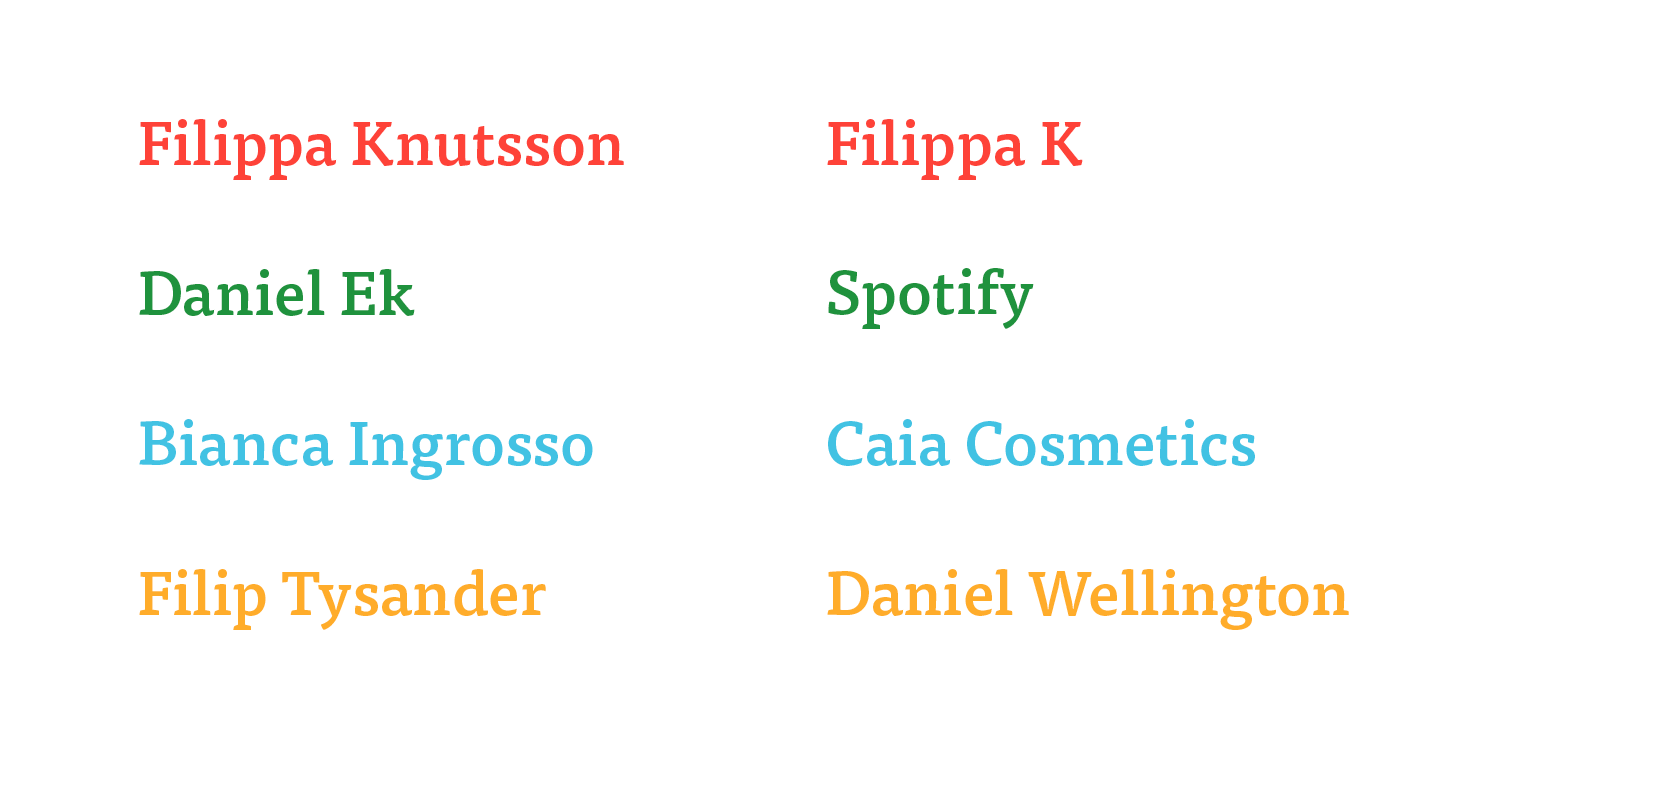 Filippa Knutsson Filippa K
Daniel Ek Spotify
Bianca Ingrosso Caia Cosmetics
Filip Tysander Daniel Wellington